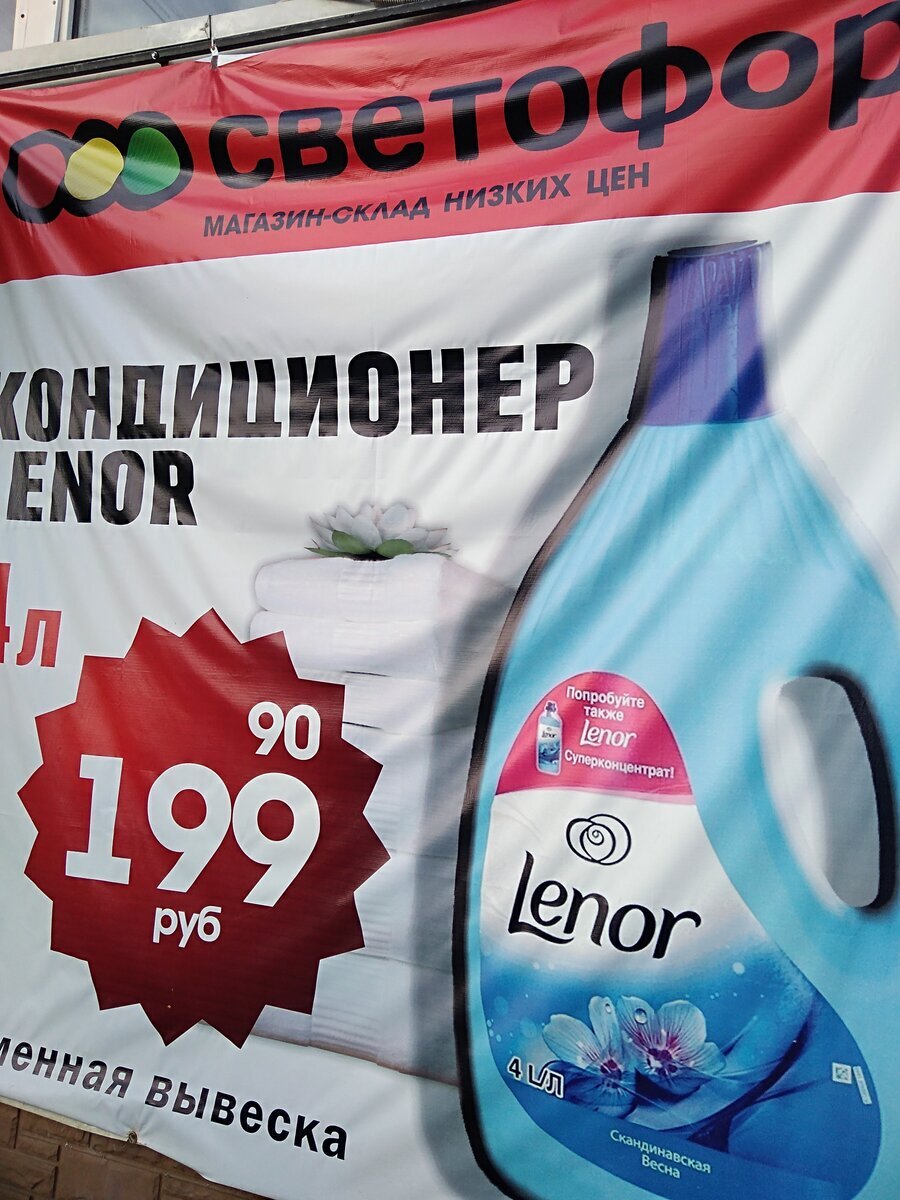 светофор
МАГАЗИН-СКЛАД НИЗКИХ ЦЕН
КОНДИЦИОНЕР
ENOR
4л
90
199
руб
менная вывеска
Попробуйте
также
Lenor
Lenor
Суперконцентрат!
Lenor
4 L/Л
Скандинавская
Весна